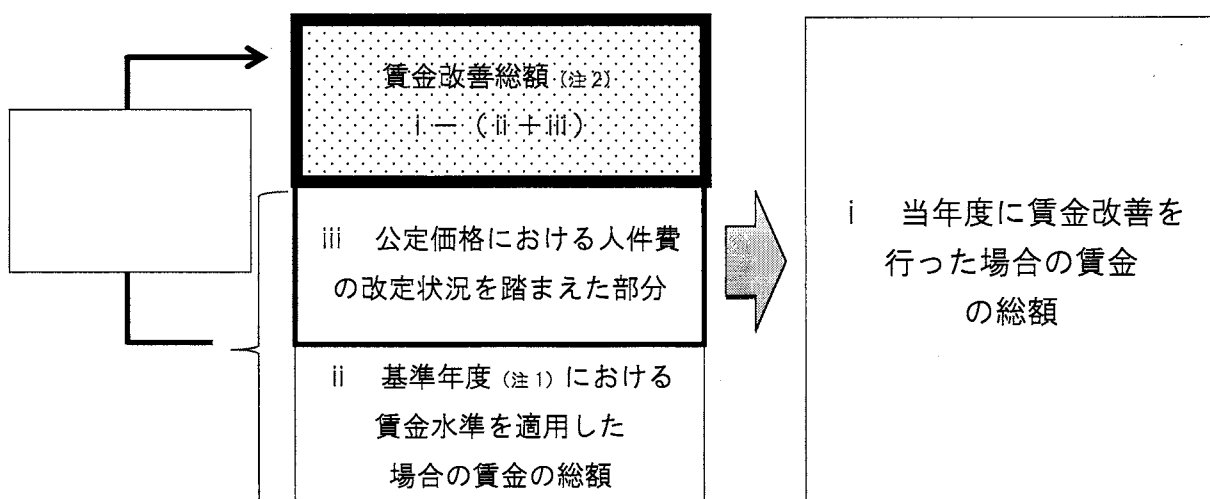 賃金改善総額（注2）
ⅰ－（ⅱ＋ⅲ）
ⅲ 公定価格における人件費
の改定状況を踏まえた部分
ⅱ 基準年度（注1）における
賃金水準を適用した
場合の賃金の総額
ⅰ 当年度に賃金改善を
行った場合の賃金
の総額